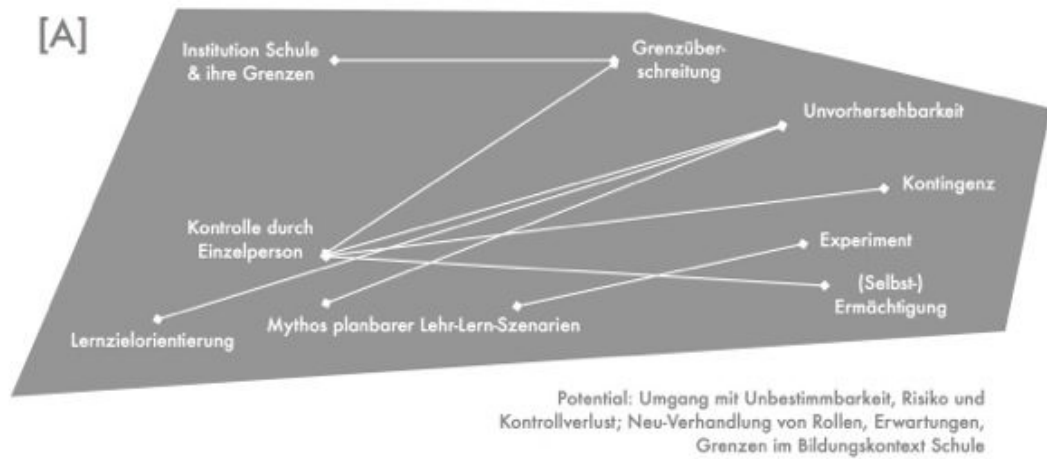 [A]
Institution Schule
& ihre Grenzen
Grenzüber-
schreitung
Unvorhersehbarkeit
Kontingenz
Kontrolle durch
Einzelperson
Experiment
(Selbst-)
Ermächtigung
Mythos planbarer Lehr-Lern-Szenarien
Lernzielorientierung
Potential: Umgang mit Unbestimmbarkeit, Risiko und
Kontrollverlust; Neu-Verhandlung von Rollen, Erwartungen,
Grenzen im Bildungskontext Schule